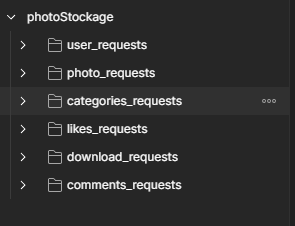 photoStockage
user_requests
photo_requests
categories_requests
likes_requests
download_requests
comments_requests